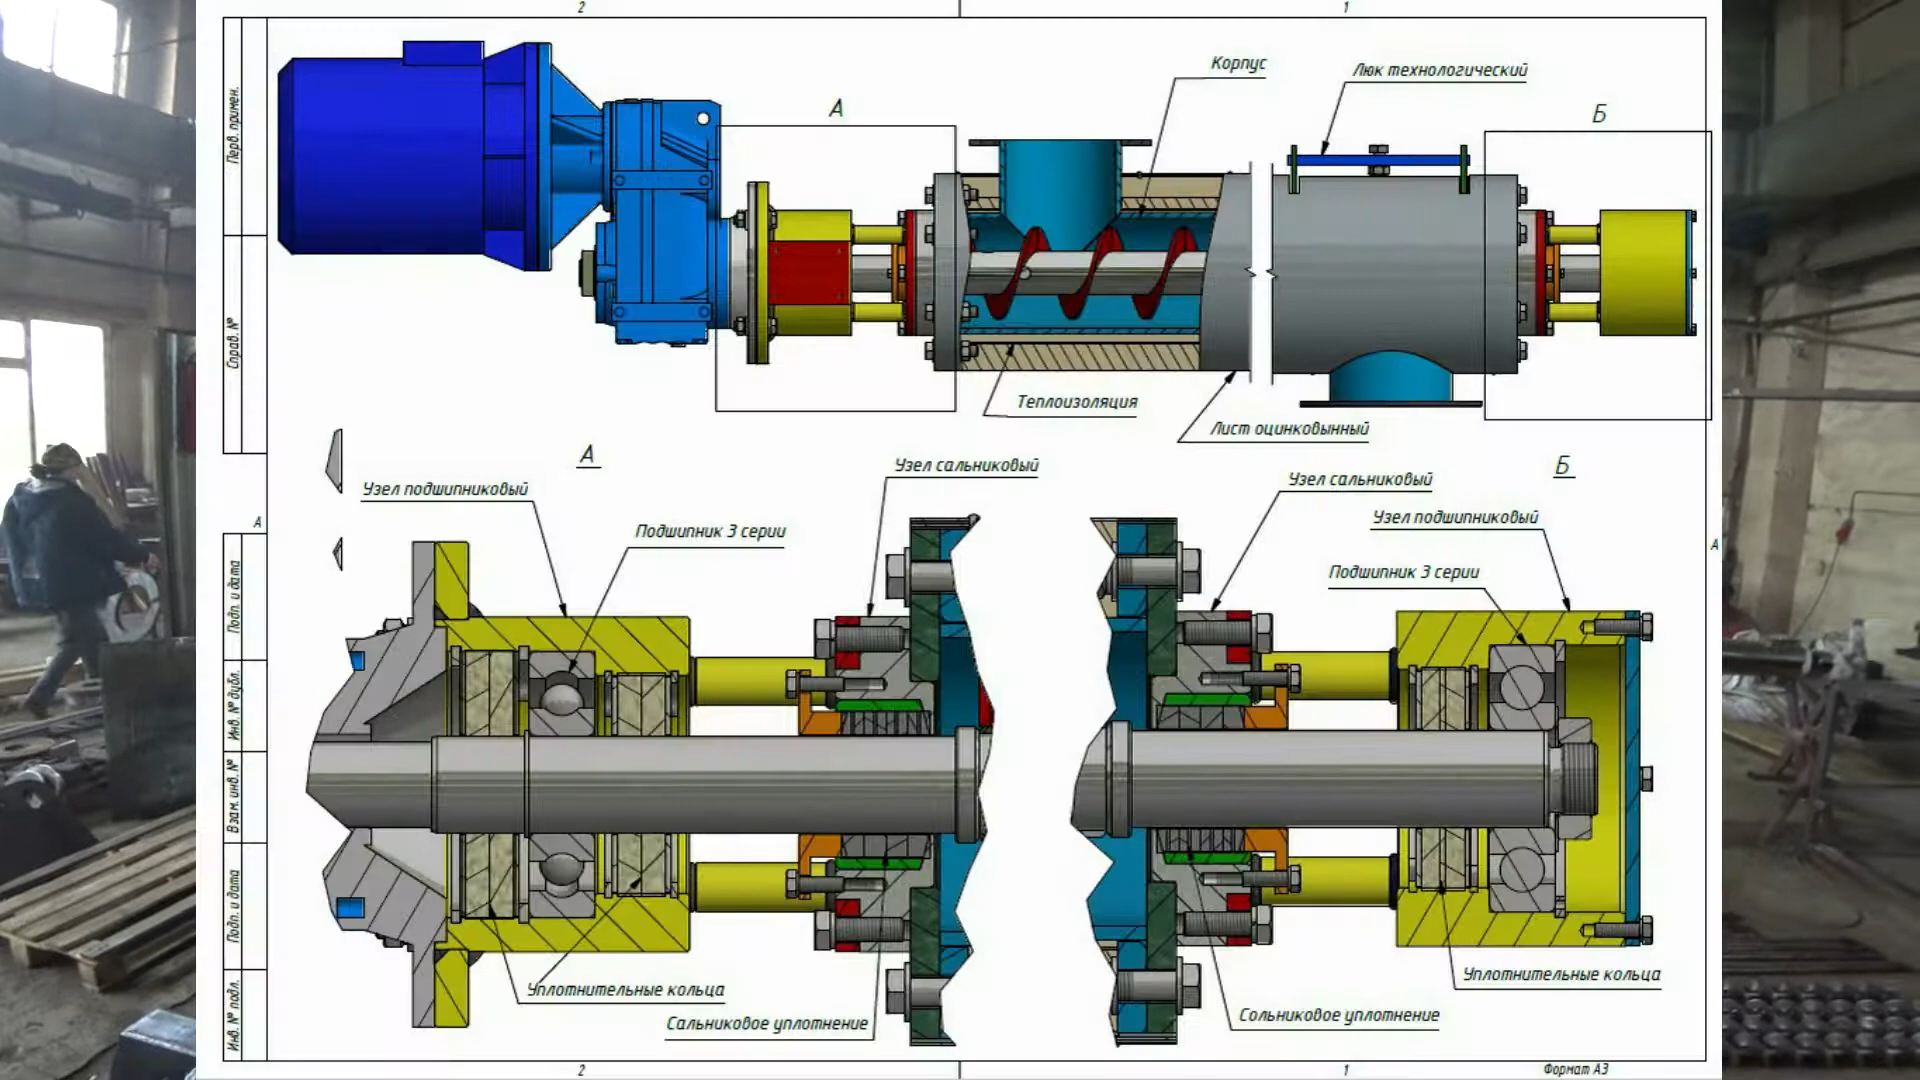 2
1
Корпус
Люк технологический
А
Б
Теплоизоляция
Лист оцинковынный
А
Узел сальниковый
Узел подшипниковый
Подшипник 3 серии
Б
Узел сальниковый
Узел подшипниковый
Подшипник 3 серии
Уплотнительные кольца
Сальниковое уплотнение
Уплотнительные кольца
Сольниковое уплотнение
Перв. примен.
Справ. №
А
А
Подп. и дата
Инв. № дубл.
Взам. инв. №
Подп. и дата
Инв. № подл.
2
1
Формат А3